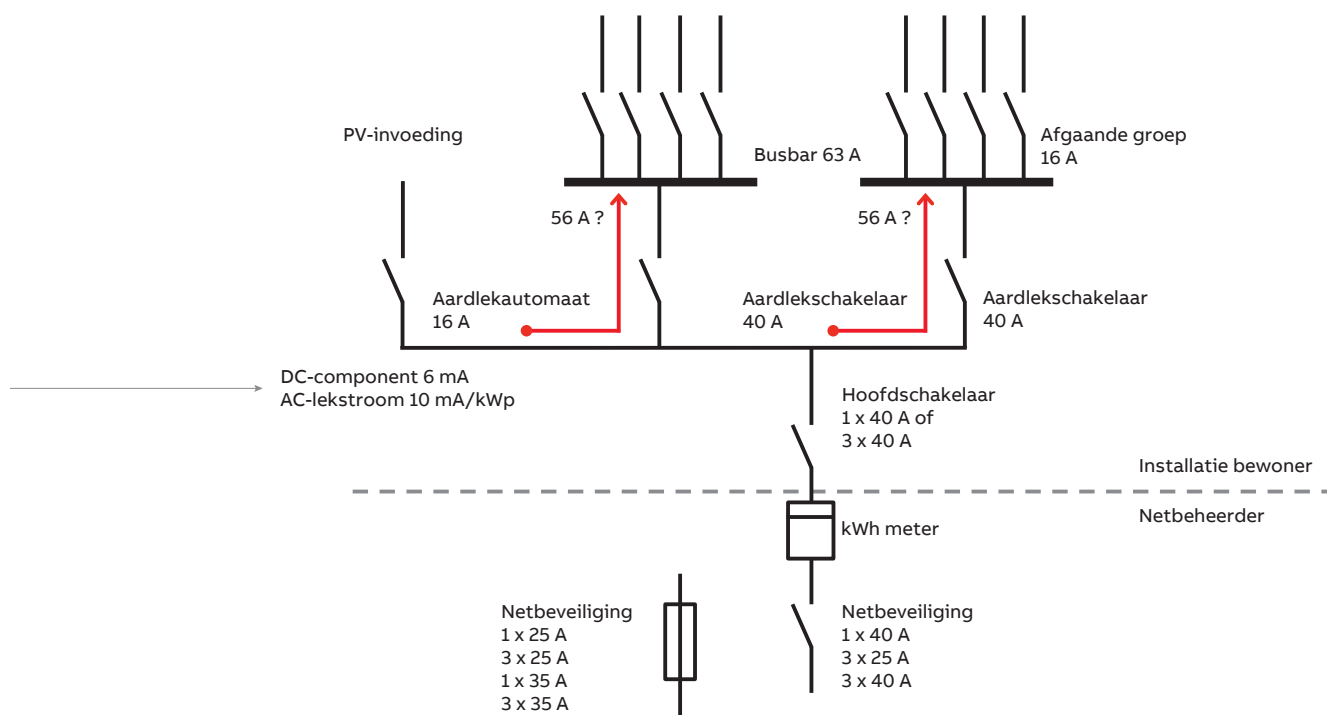 PV-invoeding
Busbar 63 A
Afgaande groep
16 A
56 A ?
56 A ?
Aardlekautomaat
16 A
Aardlekschakelaar
40 A
Aardlekschakelaar
40 A
DC-component 6 mA
AC-lekstroom 10 mA/kWp
Hoofdschakelaar
1 x 40 A of
3 x 40 A
Installatie bewoner
Netbeheerder
kWh meter
Netbeveiliging
1 x 25 A
3 x 25 A
1 x 35 A
3 x 35 A
Netbeveiliging
1 x 40 A
3 x 25 A
3 x 40 A